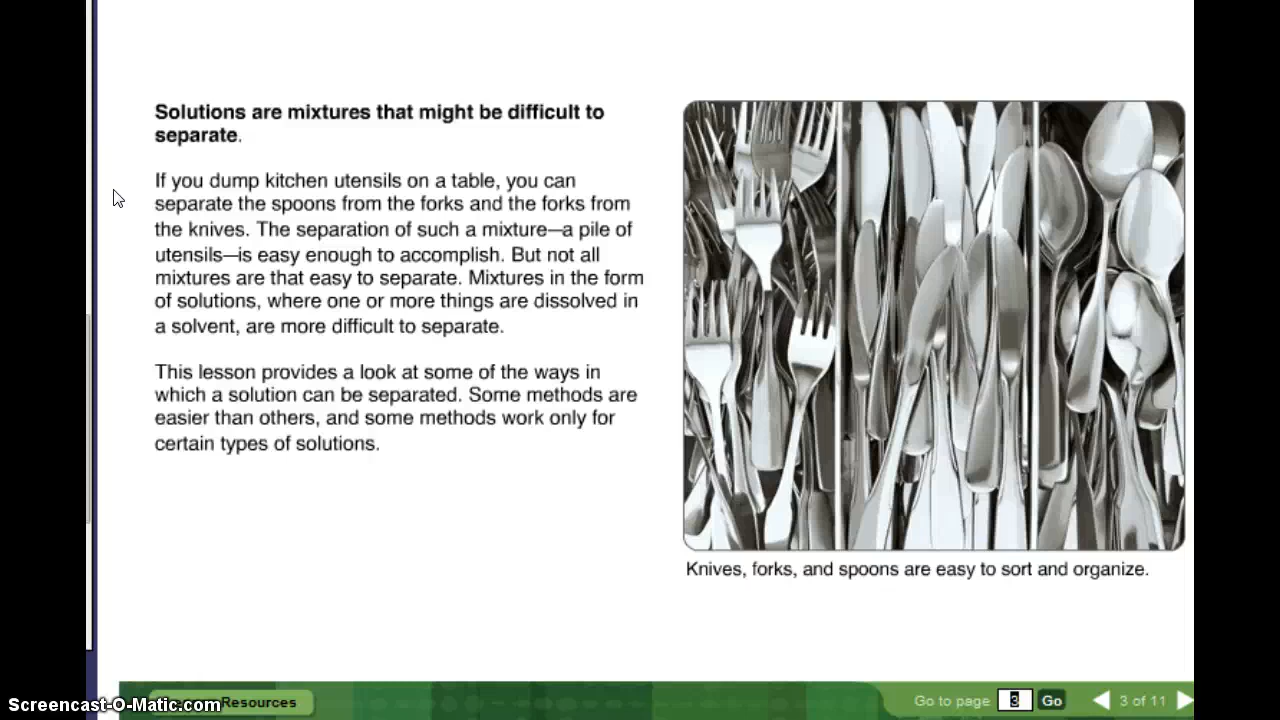 Solutions are mixtures that might be difficult to
separate.
If you dump kitchen utensils on a table, you can
separate the spoons from the forks and the forks from
the knives. The separation of such a mixture—a pile of
utensils—is easy enough to accomplish. But not all
mixtures are that easy to separate. Mixtures in the form
of solutions, where one or more things are dissolved in
a solvent, are more difficult to separate.
This lesson provides a look at some of the ways in
which a solution can be separated. Some methods are
easier than others, and some methods work only for
certain types of solutions.
Knives, forks, and spoons are easy to sort and organize.
Screencast-O-Matic.com
Resources
Go to page 3 Go 3 of 11